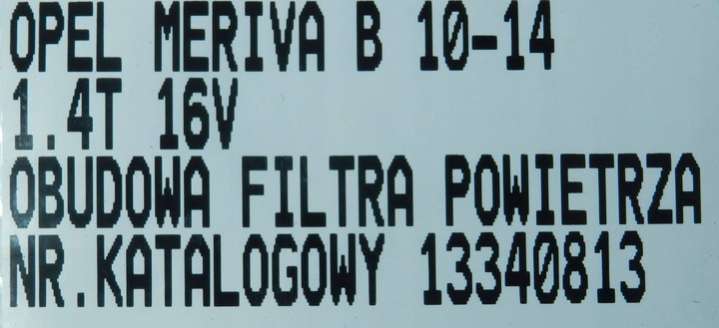 OPEL MERIVA B 10-14
1.4T 16V
OBUDOWA FILTRA POWIETRZA
NR.KATALOGOWY 13340813